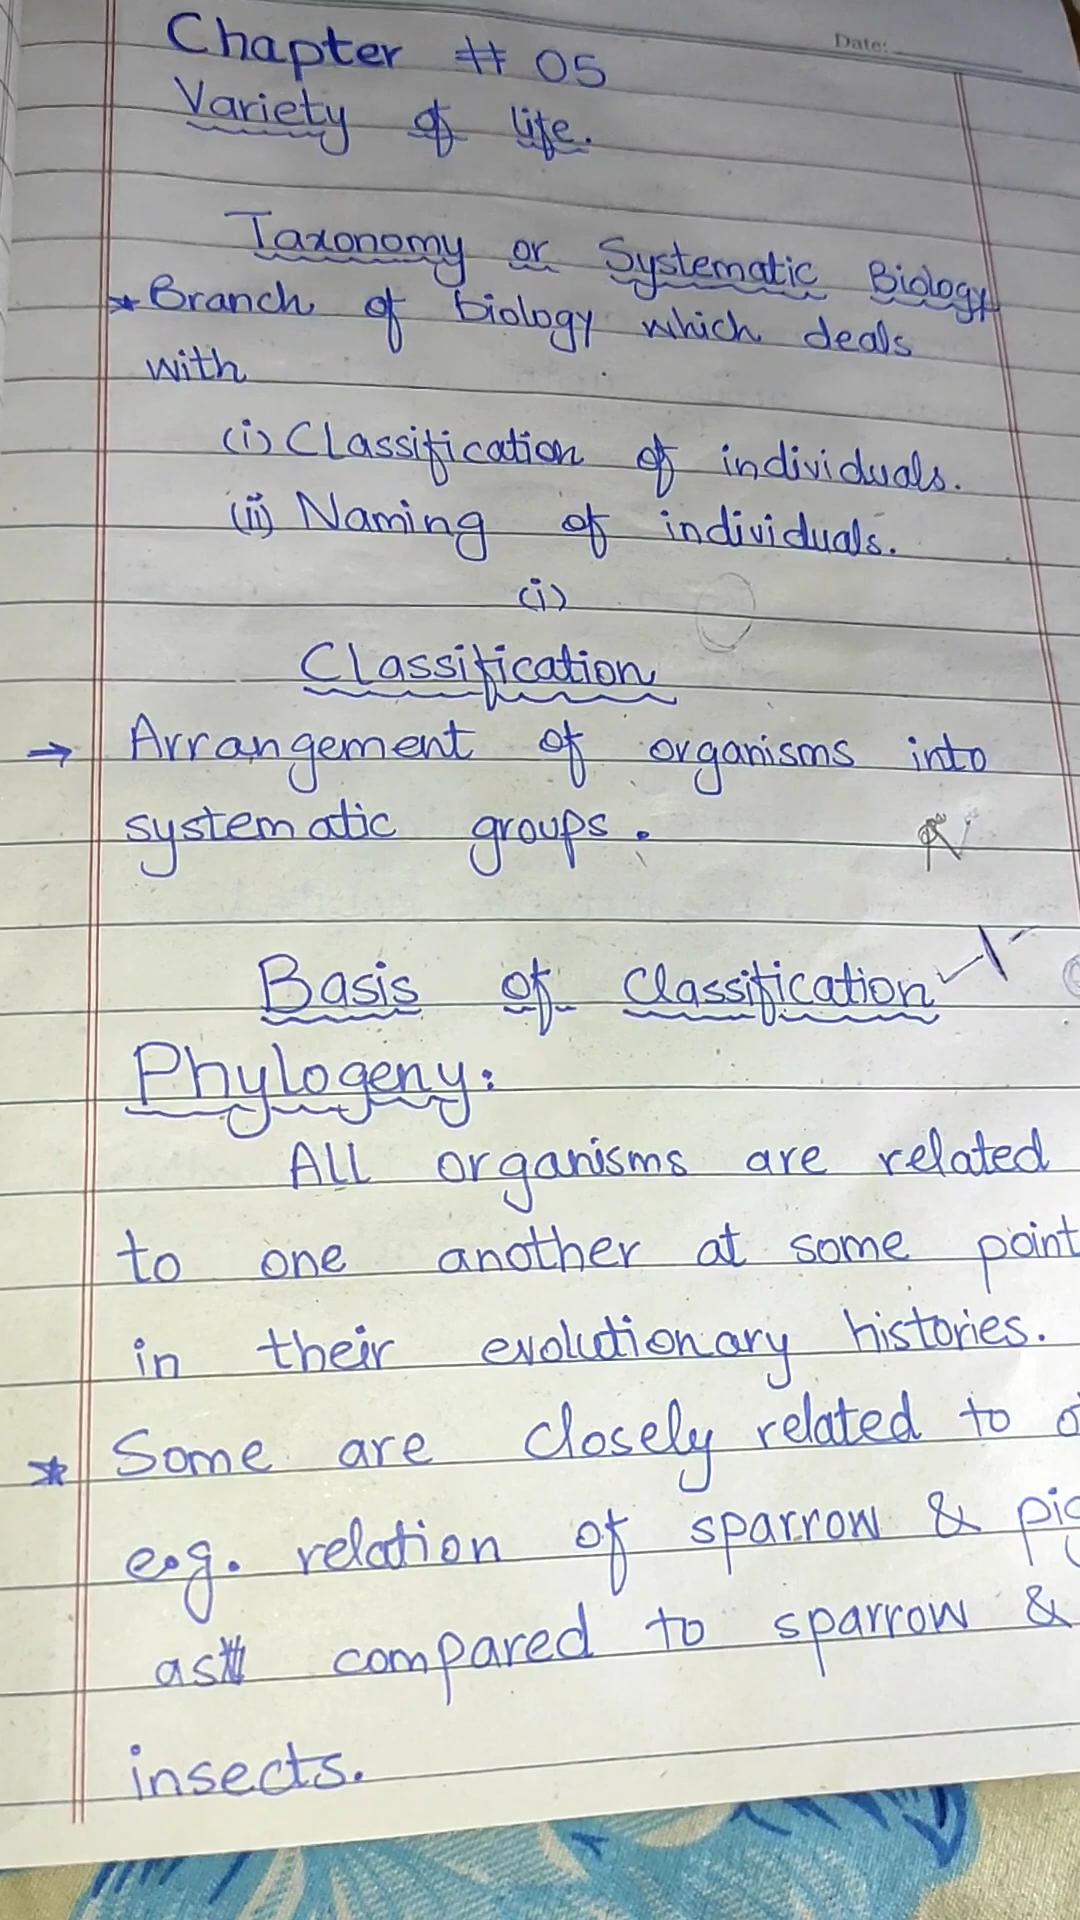 Date:
Chapter # 05
Variety of life.
Taxonomy or Systematic Biology
* Branch of biology which deals
with
(i) Classification of individuals.
(ii) Naming of individuals.
(i)
Classification
→ Arrangement of organisms into
systematic groups.
Basis of Classification
Phylogeny:
All organisms are related
to one another at some point
in their evolutionary histories.
* Some are closely related to
e.g. relation of sparrow &
as compared to sparrow &
insects.